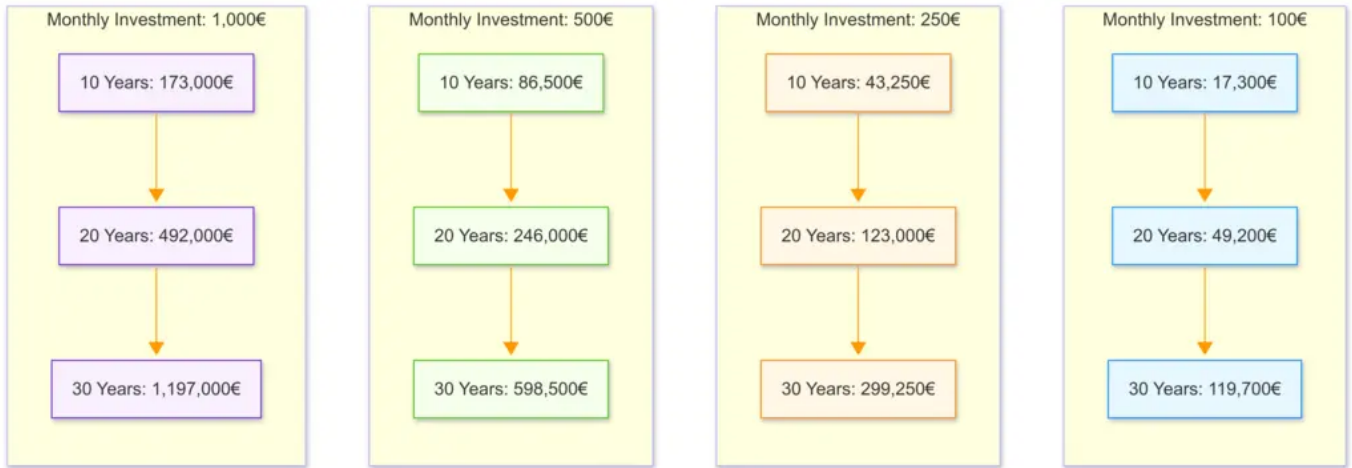 Monthly Investment: 1,000€
10 Years: 173,000€
20 Years: 492,000€
30 Years: 1,197,000€
Monthly Investment: 500€
10 Years: 86,500€
20 Years: 246,000€
30 Years: 598,500€
Monthly Investment: 250€
10 Years: 43,250€
20 Years: 123,000€
30 Years: 299,250€
Monthly Investment: 100€
10 Years: 17,300€
20 Years: 49,200€
30 Years: 119,700€